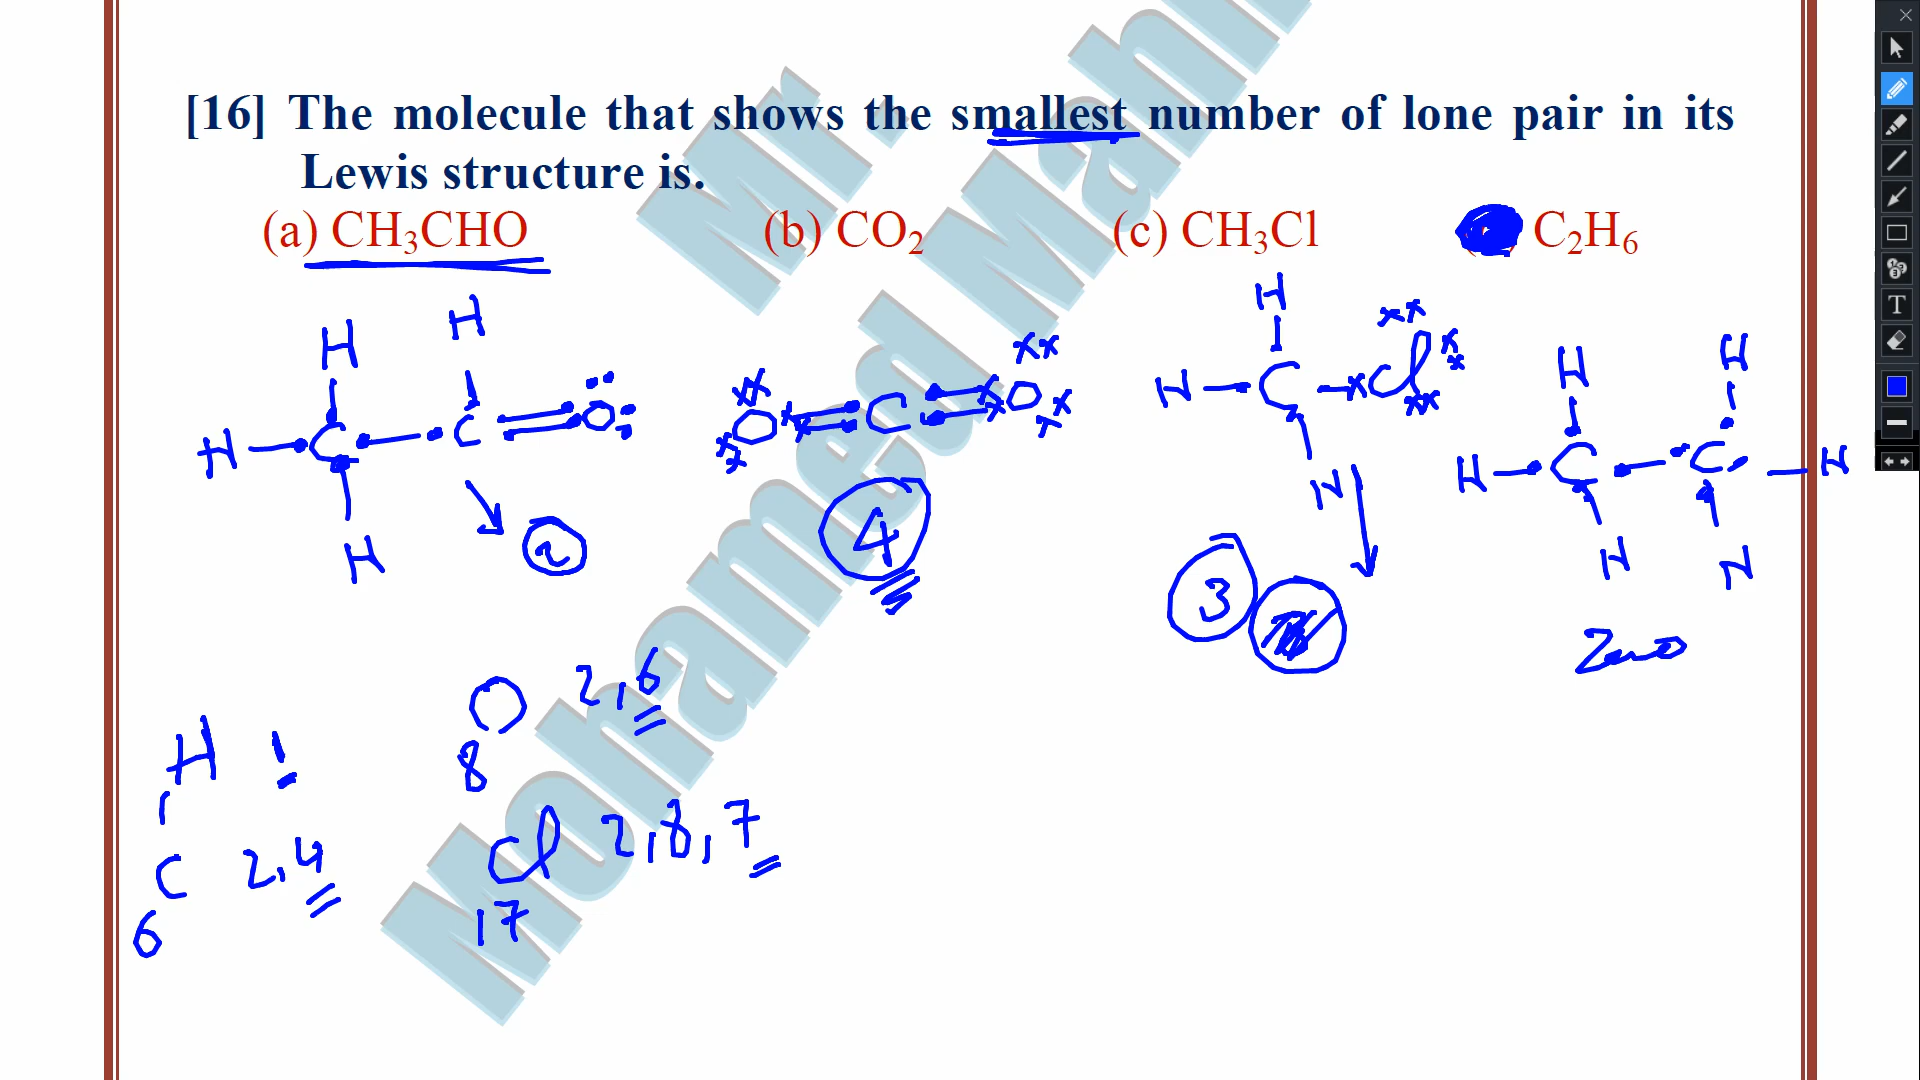 [16] The molecule that shows the smallest number of lone pair in its
Lewis structure is.
(a) CH₃CHO (b) CO₂ (c) CH₃Cl C₂H₆
H H
H C C O
H
2
O C O
4
H
H C Cl
H
3
H H
H C C H
H H
Zero
H 1
1
C 2,4
6
O 2,6
8
Cl 2,8,7
17
Mr. Mohamed Mahm
T